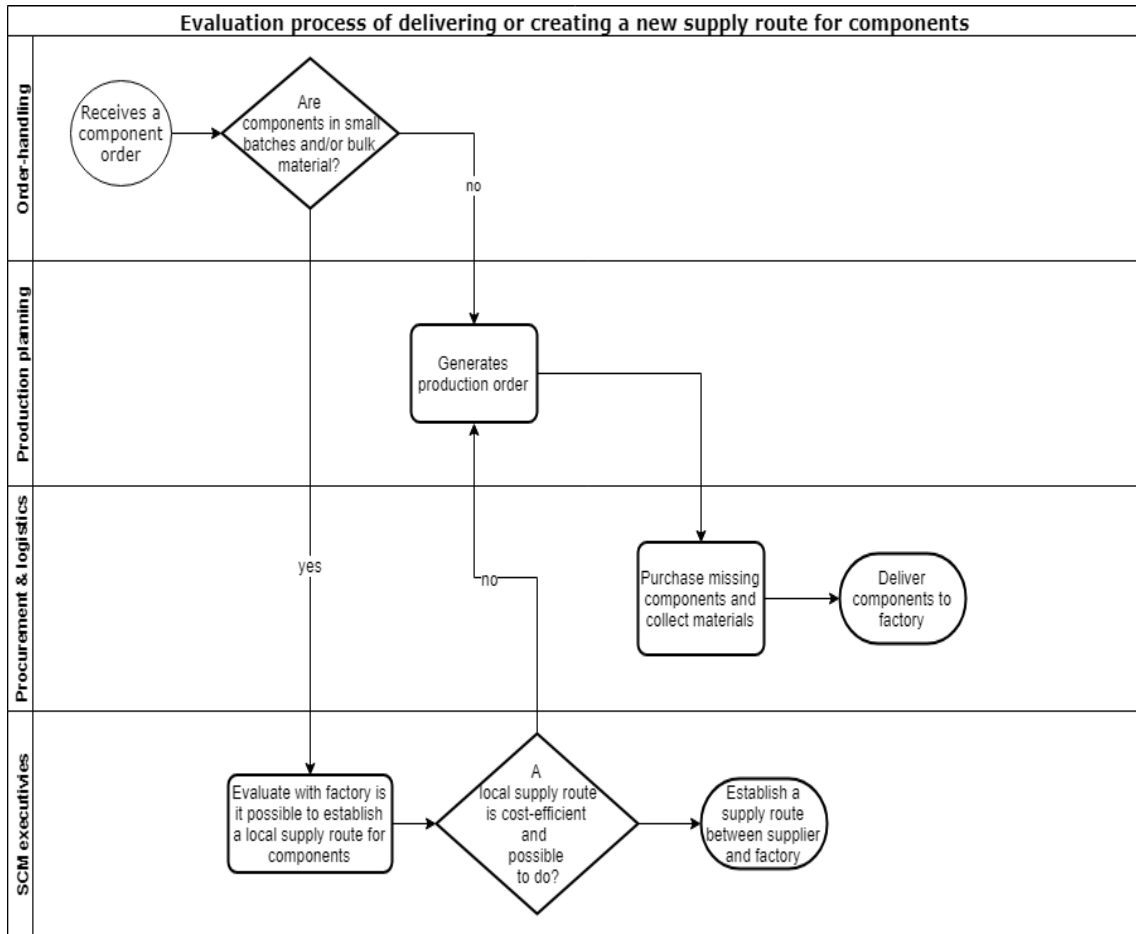 Evaluation process of delivering or creating a new supply route for components
Order-handling
Receives a
component
order
Are
components in small
batches and/or bulk
material?
no
Production planning
Generates
production order
Procurement & logistics
yes
no
Purchase missing
components and
collect materials
Deliver
components to
factory
SCM executivies
Evaluate with factory is
it possible to establish
a local supply route for
components
A
local supply route
is cost-efficient
and
possible
to do?
Establish a
supply route
between supplier
and factory